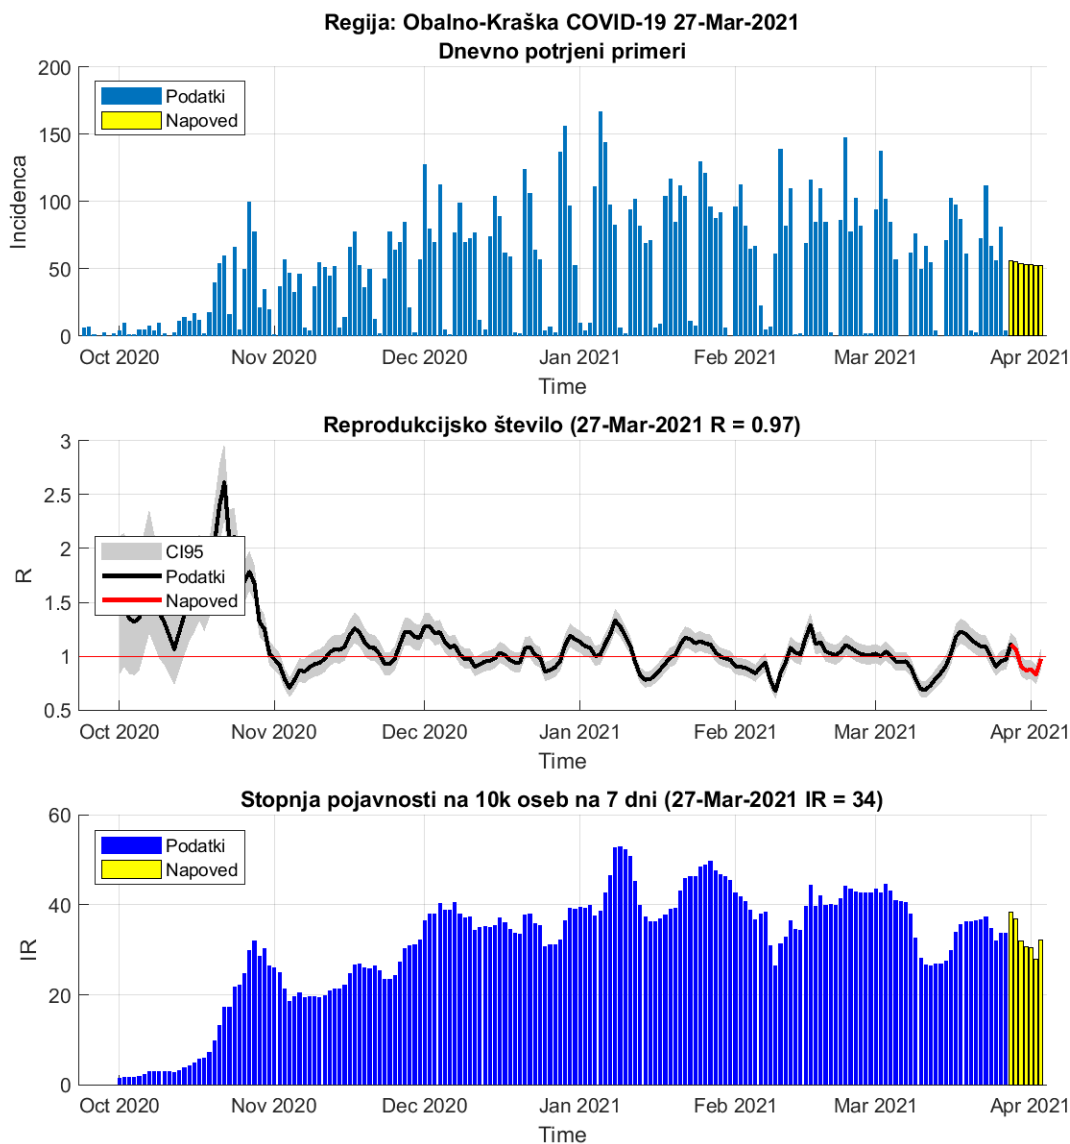 Regija: Obalno-Kraška COVID-19 27-Mar-2021
Dnevno potrjeni primeri
200
150
100
50
0
Incidenca
Podatki
Napoved
Oct 2020 Nov 2020 Dec 2020 Jan 2021 Feb 2021 Mar 2021 Apr 2021
Time
Reprodukcijsko število (27-Mar-2021 R = 0.97)
3
2.5
2
1.5
1
0.5
R
CI95
Podatki
Napoved
Oct 2020 Nov 2020 Dec 2020 Jan 2021 Feb 2021 Mar 2021 Apr 2021
Time
Stopnja pojavnosti na 10k oseb na 7 dni (27-Mar-2021 IR = 34)
60
40
20
0
IR
Podatki
Napoved
Oct 2020 Nov 2020 Dec 2020 Jan 2021 Feb 2021 Mar 2021 Apr 2021
Time